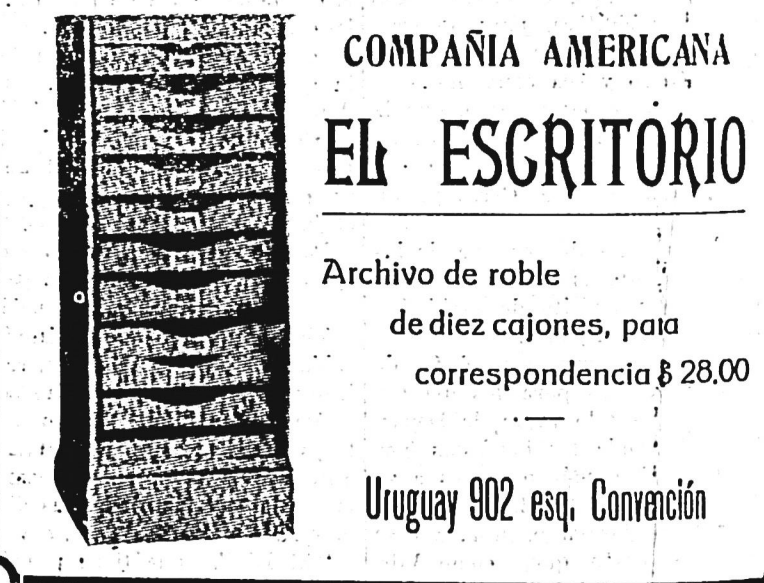 COMPAÑIA AMERICANA
EL ESCRITORIO
Archivo de roble
de diez cajones, para
correspondencia $ 28.00
Uruguay 902 esq. Convención